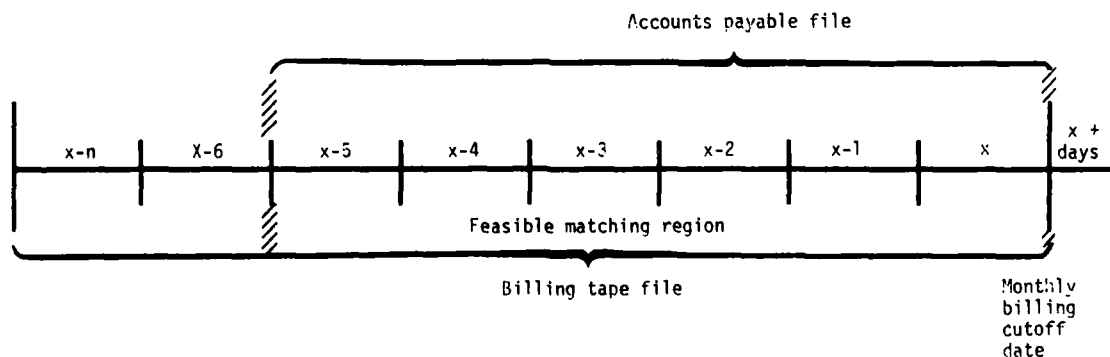 Accounts payable file
x-n X-6 x-5 x-4 x-3 x-2 x-1 x x +
days
Feasible matching region
Billing tape file
Monthly
billing
cutoff
date